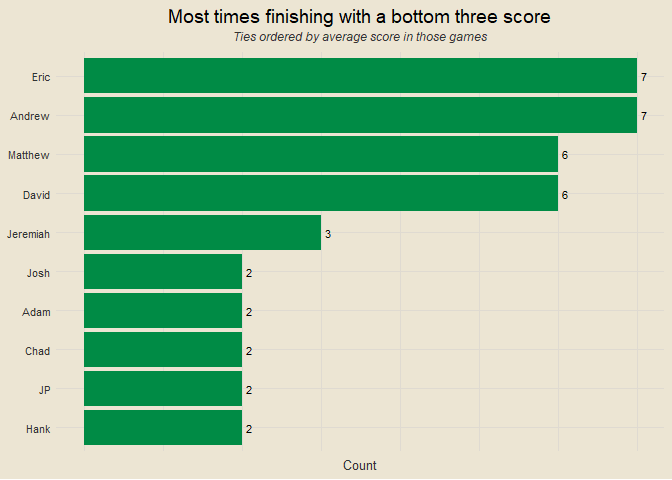 Most times finishing with a bottom three score
Ties ordered by average score in those games
Eric 7
Andrew 7
Matthew 6
David 6
Jeremiah 3
Josh 2
Adam 2
Chad 2
JP 2
Hank 2
Count